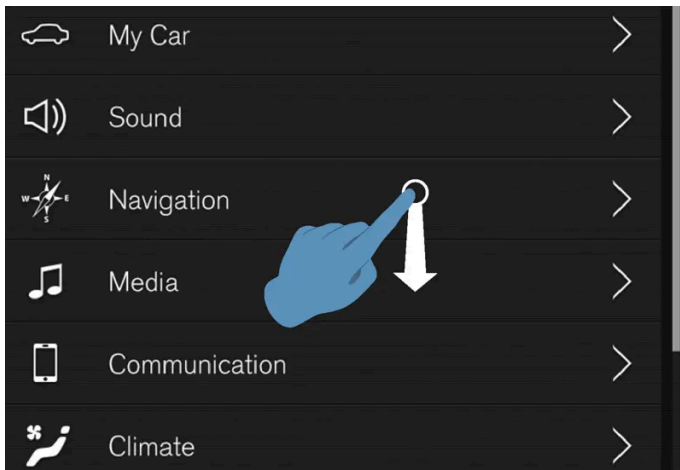 My Car
Sound
N
W E
S
Navigation
Media
Communication
Climate